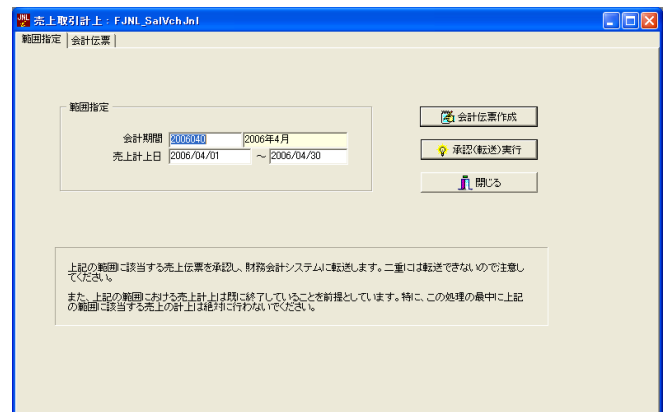 売上取引計上：FJNL_SalVchJnl
範囲指定 会計伝票
範囲指定
会計期間 2006040 2006年4月
売上計上日 2006/04/01 ～ 2006/04/30
会計伝票作成
承認(転送)実行
閉じる
上記の範囲に該当する売上伝票を承認し、財務会計システムに転送します。二重には転送できないので注意し
てください。
また、上記の範囲における売上計上は既に終了していることを前提としています。特に、この処理の最中に上記
の範囲に該当する売上の計上は絶対に行わないでください。